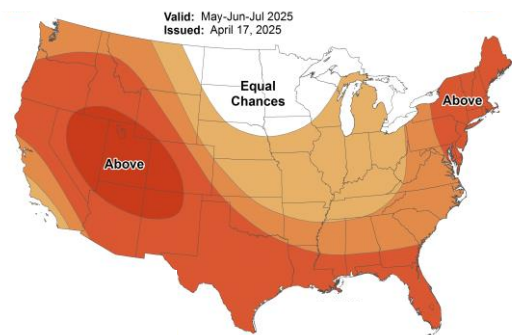 Valid: May-Jun-Jul 2025
Issued: April 17, 2025
Equal
Chances
Above
Above